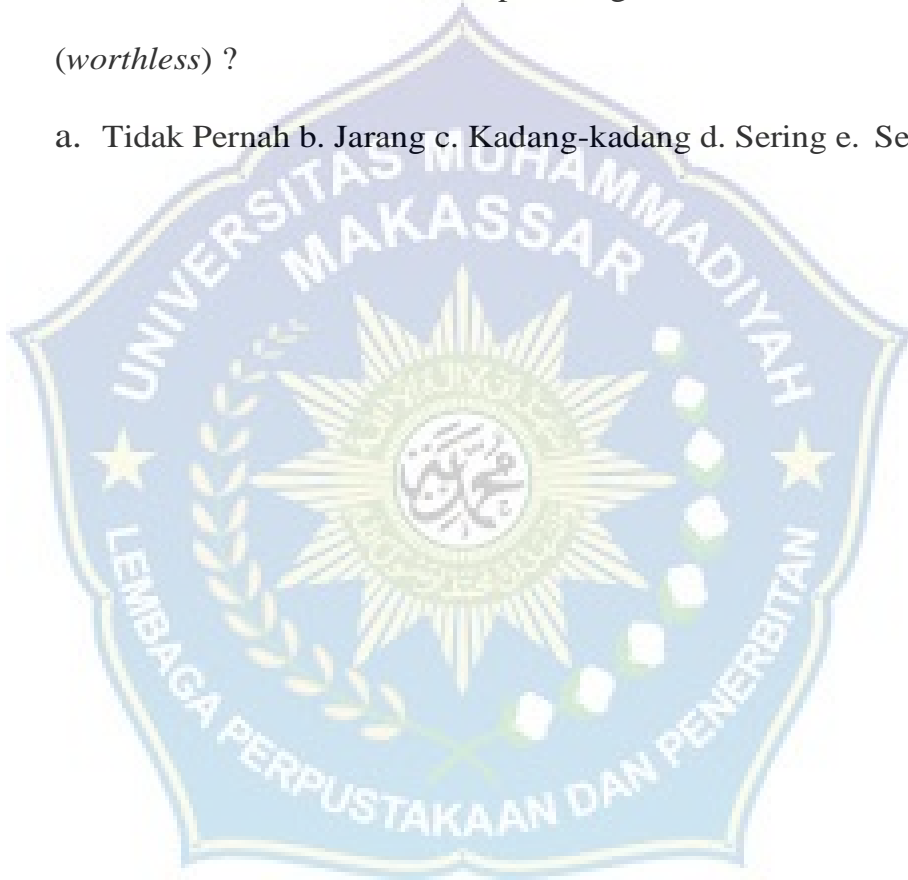 (worthless) ?
a. Tidak Pernah b. Jarang c. Kadang-kadang d. Sering e. Se
UNIVERSITAS MUHAMMADIYAH
MAKASSAR
LEMBAGA PERPUSTAKAAN DAN PENERBITAN